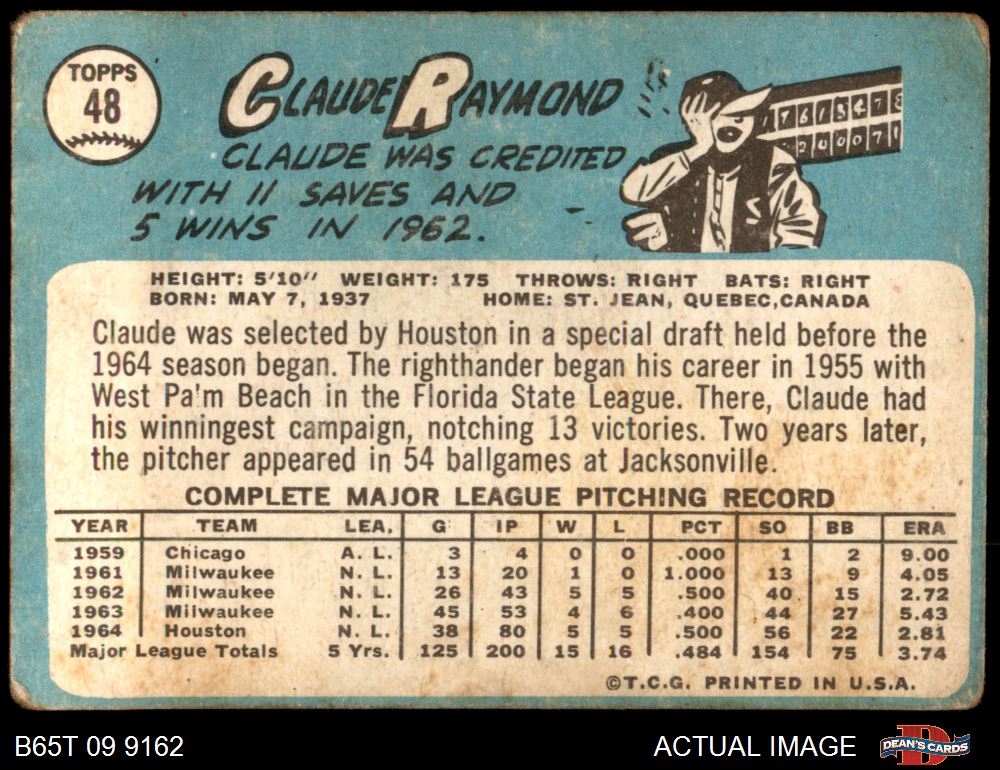 TOPPS
48
CLAUDE RAYMOND
CLAUDE WAS CREDITED
WITH 11 SAVES AND
5 WINS IN 1962.
HEIGHT: 5'10" WEIGHT: 175 THROWS: RIGHT BATS: RIGHT
BORN: MAY 7, 1937 HOME: ST. JEAN, QUEBEC, CANADA
Claude was selected by Houston in a special draft held before the
1964 season began. The righthander began his career in 1955 with
West Pa'm Beach in the Florida State League. There, Claude had
his winningest campaign, notching 13 victories. Two years later,
the pitcher appeared in 54 ballgames at Jacksonville.
COMPLETE MAJOR LEAGUE PITCHING RECORD
YEAR TEAM LEA. G IP W L PCT SO BB ERA
1959 Chicago A. L. 3 4 0 0 .000 1 2 9.00
1961 Milwaukee N. L. 13 20 1 0 1.000 13 9 4.05
1962 Milwaukee N. L. 26 43 5 5 .500 40 15 2.72
1963 Milwaukee N. L. 45 53 4 6 .400 44 27 5.43
1964 Houston N. L. 38 80 5 5 .500 56 22 2.81
Major League Totals 5 Yrs. 125 200 15 16 .484 154 75 3.74
©T.C.G. PRINTED IN U.S.A.
B65T 09 9162 ACTUAL IMAGE DEAN'S CARDS